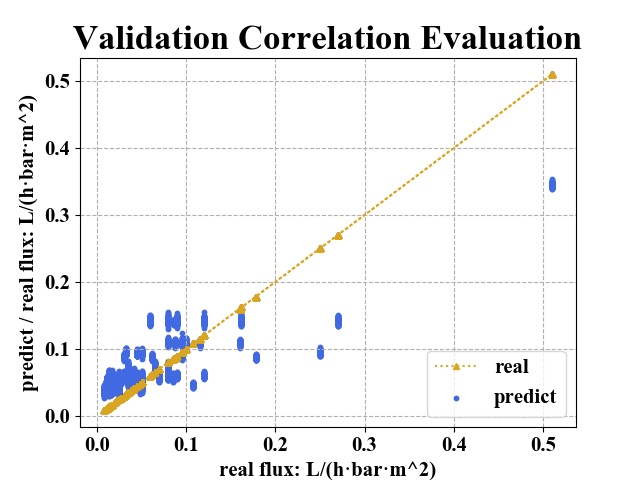 Validation Correlation Evaluation
predict / real flux: L/(h·bar·m^2)
0.5
0.4
0.3
0.2
0.1
0.0
0.0 0.1 0.2 0.3 0.4 0.5
real flux: L/(h·bar·m^2)
real
predict